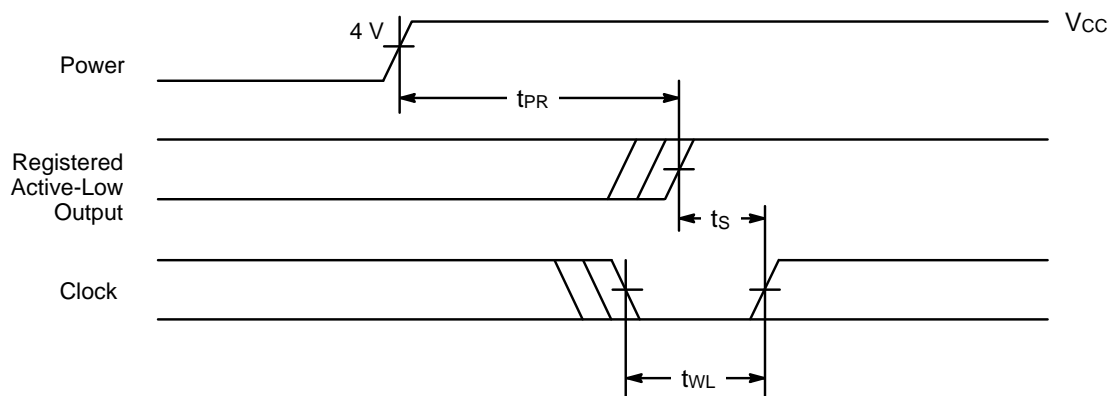 4 V
VCC
Power
tPR
Registered
Active-Low
Output
tS
Clock
tWL